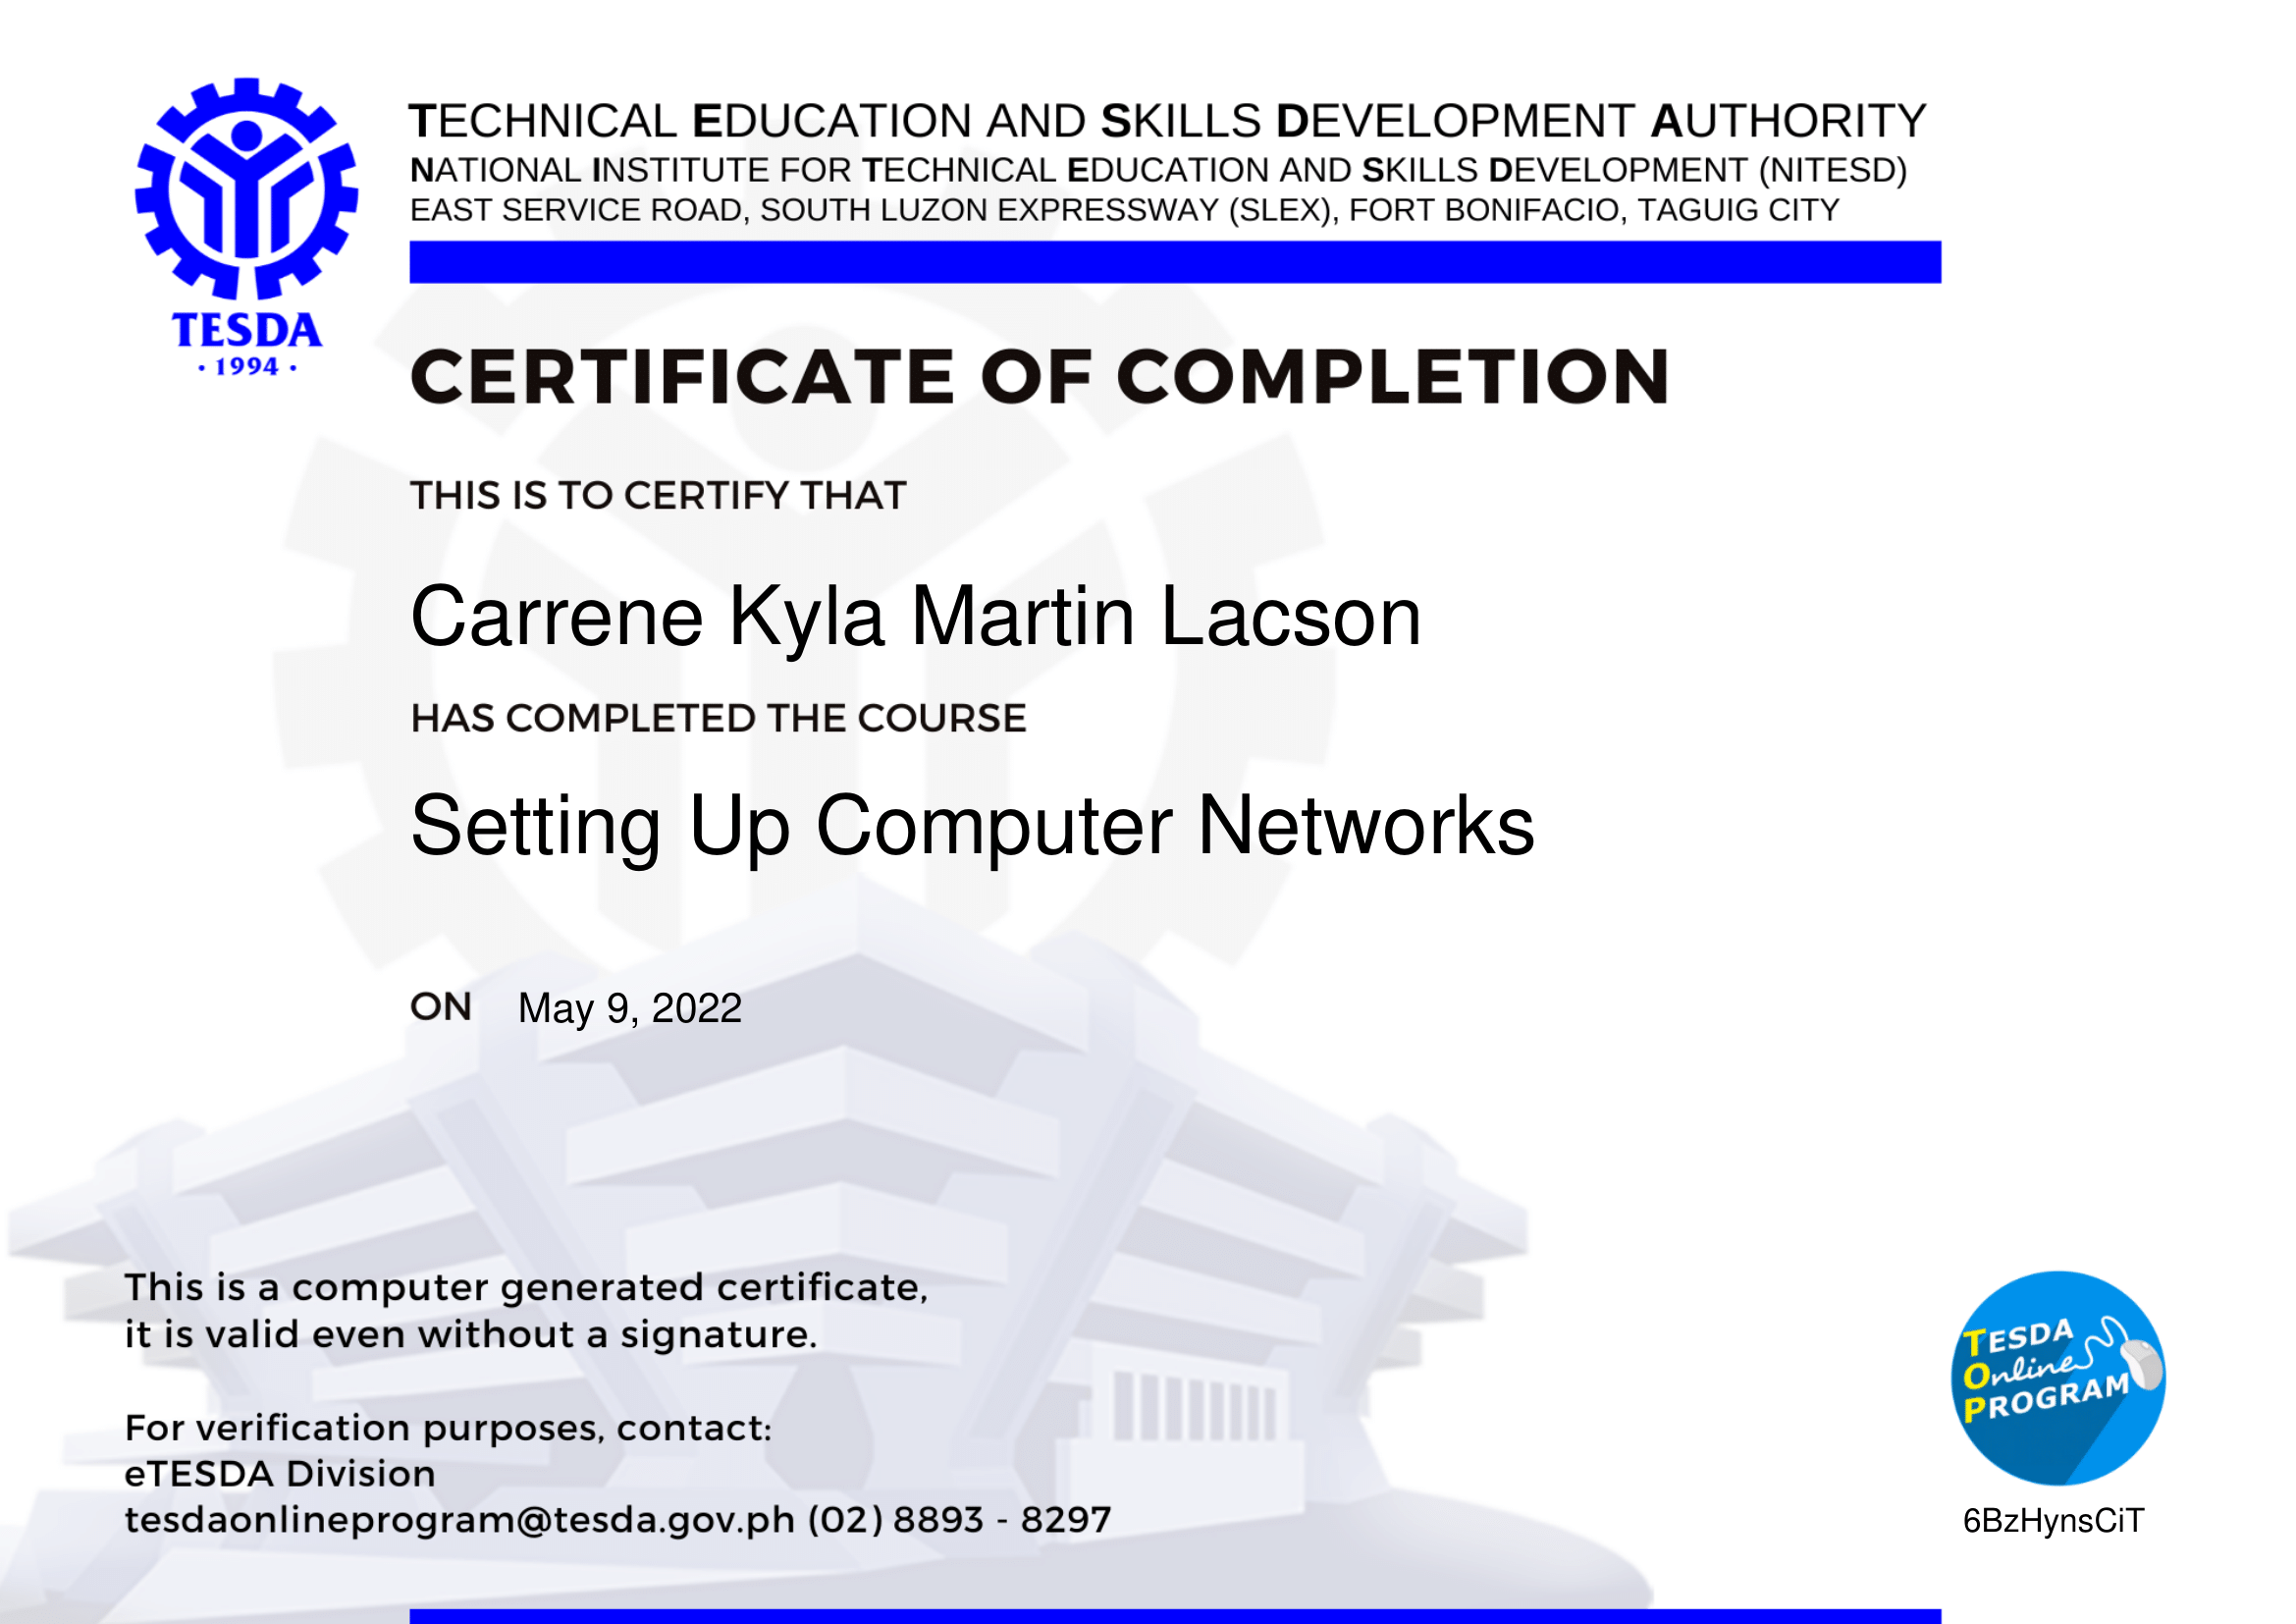 TECHNICAL EDUCATION AND SKILLS DEVELOPMENT AUTHORITY
NATIONAL INSTITUTE FOR TECHNICAL EDUCATION AND SKILLS DEVELOPMENT (NITESD)
EAST SERVICE ROAD, SOUTH LUZON EXPRESSWAY (SLEX), FORT BONIFACIO, TAGUIG CITY
TESDA
· 1994 ·
CERTIFICATE OF COMPLETION
THIS IS TO CERTIFY THAT
Carrene Kyla Martin Lacson
HAS COMPLETED THE COURSE
Setting Up Computer Networks
ON May 9, 2022
This is a computer generated certificate,
it is valid even without a signature.
For verification purposes, contact:
eTESDA Division
tesdaonlineprogram@tesda.gov.ph (02) 8893 - 8297
TESDA
Online
PROGRAM
6BzHynsCiT